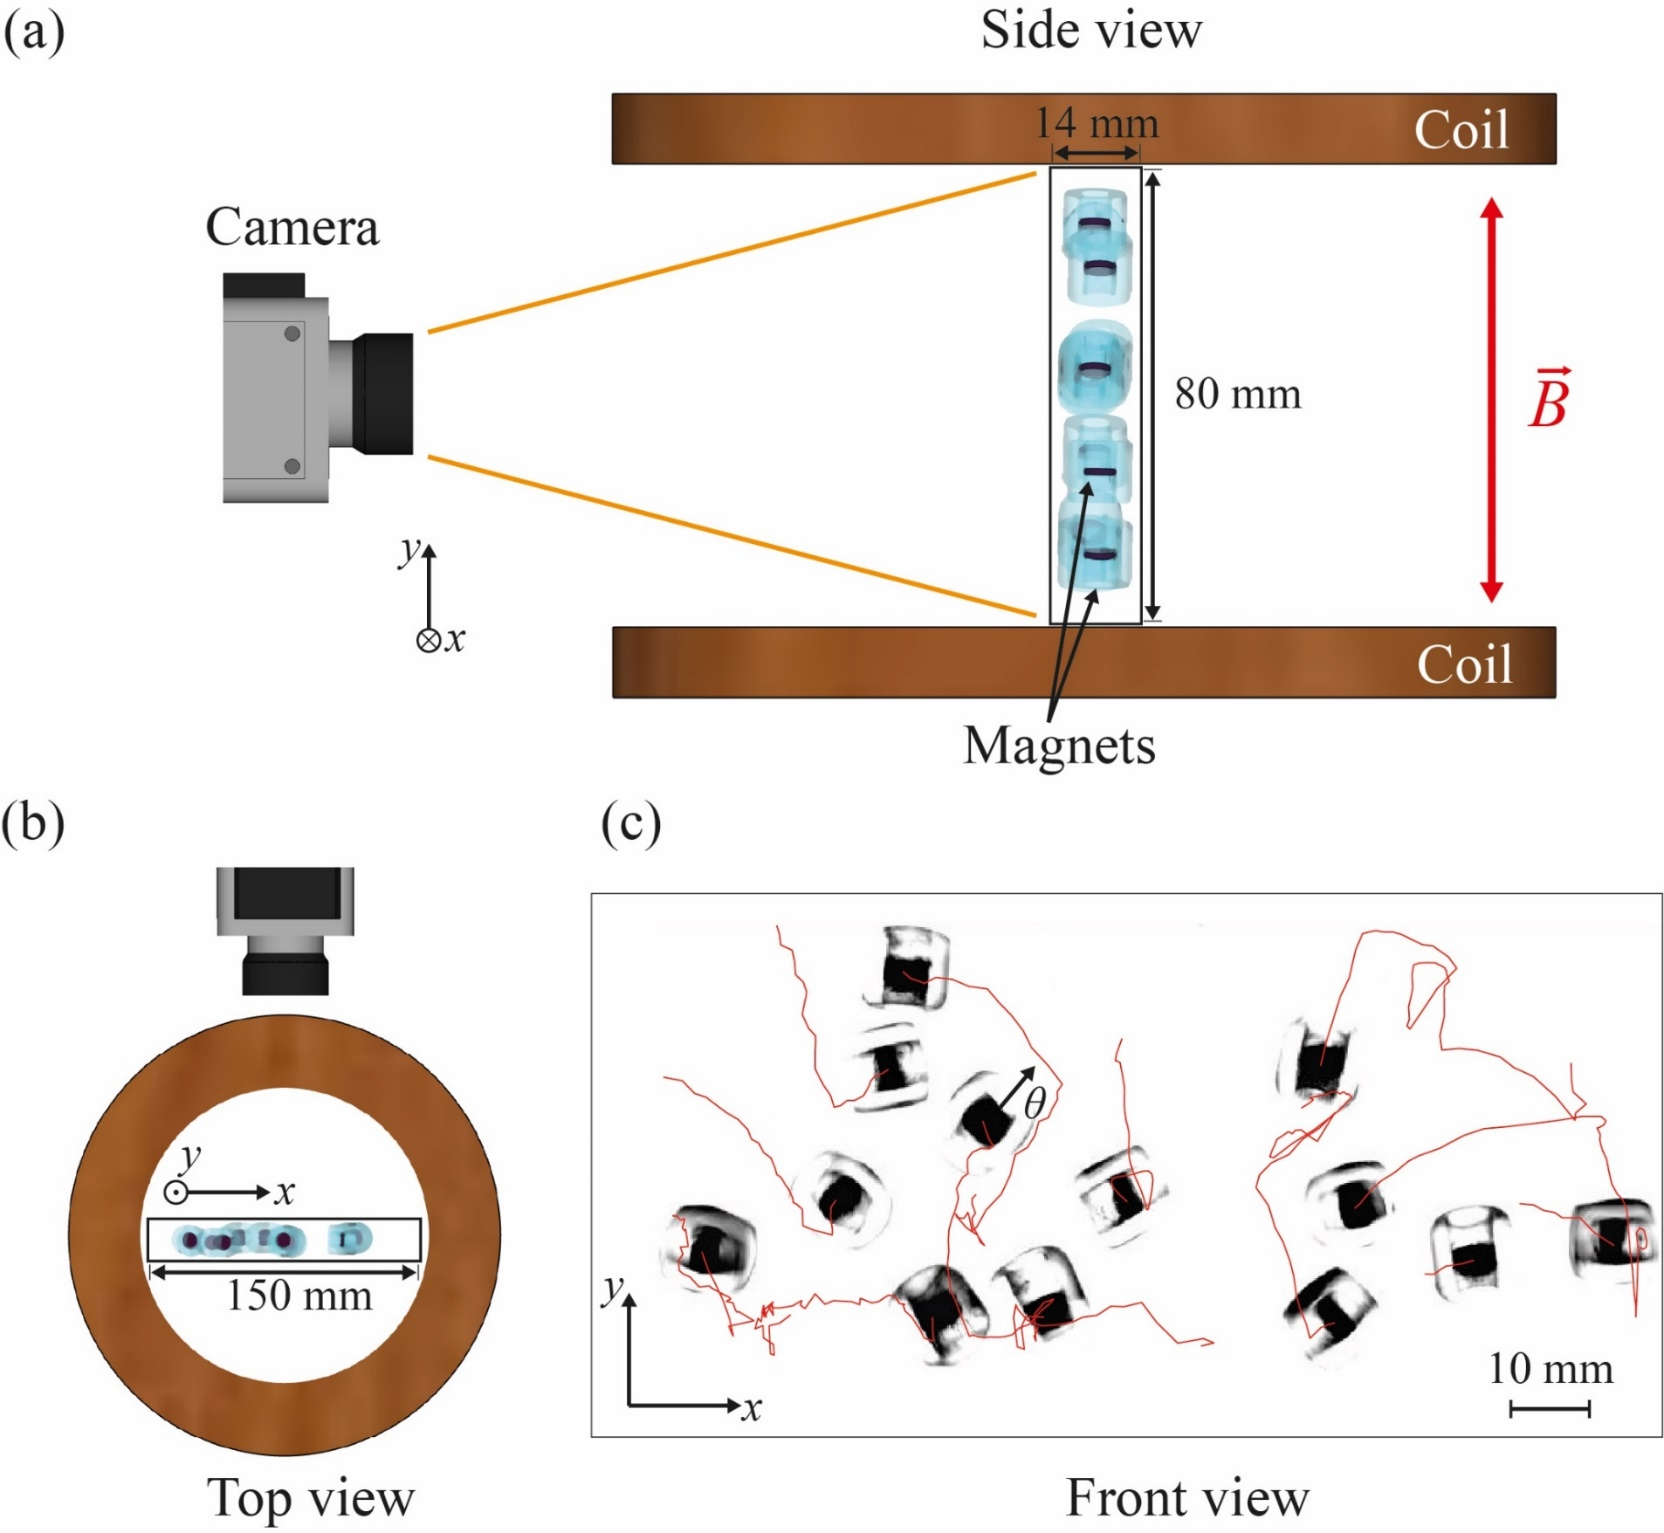 (a)
Side view
Coil
14 mm
Camera
80 mm
B
y
x
Coil
Magnets
(b)
(c)
y
x
150 mm
θ
y
x
10 mm
Top view
Front view